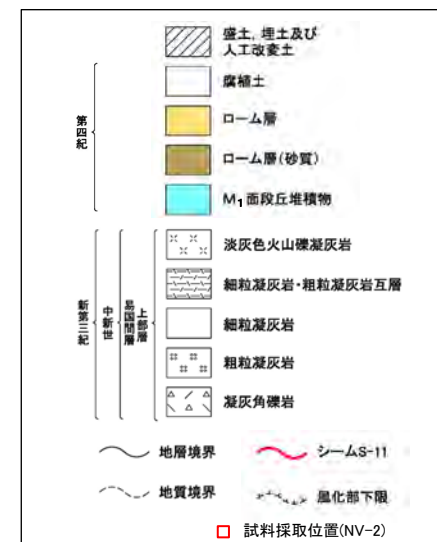 盛土，埋土及び
人工改変土
第四紀
腐植土
ローム層
ローム層(砂質)
M1面段丘堆積物
新第三紀
中新世
易国間層
上部層
淡灰色火山礫凝灰岩
細粒凝灰岩・粗粒凝灰岩互層
細粒凝灰岩
粗粒凝灰岩
凝灰角礫岩
地層境界
シームS-11
地質境界
風化部下限
試料採取位置(NV-2)